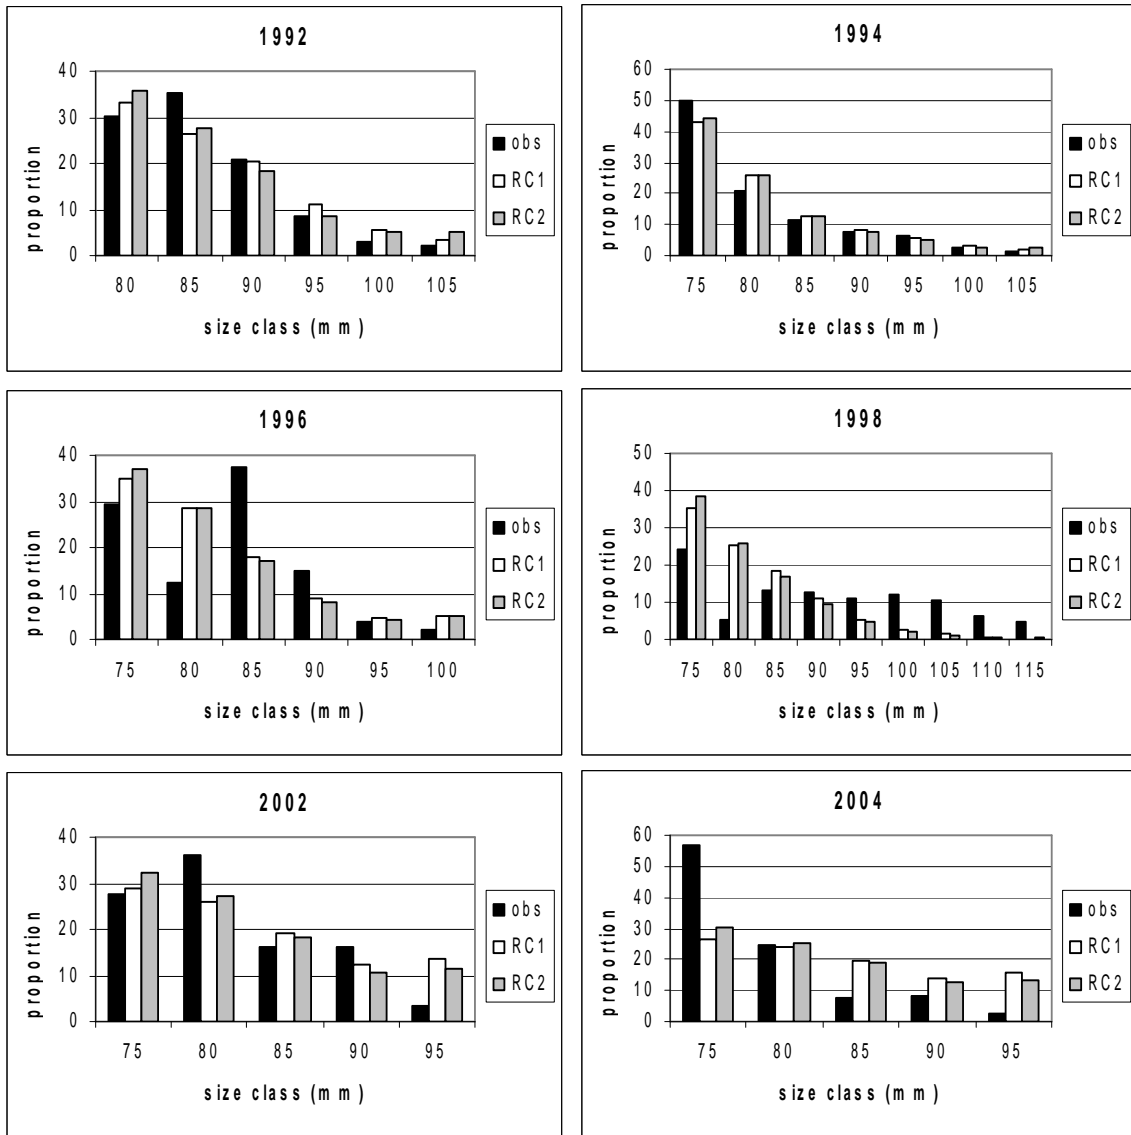 1992
40
30
20
10
0
proportion
80 85 90 95 100 105
size class (mm)
obs
RC1
RC2
1994
60
50
40
30
20
10
0
proportion
75 80 85 90 95 100 105
size class (mm)
obs
RC1
RC2
1996
40
30
20
10
0
proportion
75 80 85 90 95 100
size class (mm)
obs
RC1
RC2
1998
50
40
30
20
10
0
proportion
75 80 85 90 95 100 105 110 115
size class (mm)
obs
RC1
RC2
2002
40
30
20
10
0
proportion
75 80 85 90 95
size class (mm)
obs
RC1
RC2
2004
60
50
40
30
20
10
0
proportion
75 80 85 90 95
size class (mm)
obs
RC1
RC2